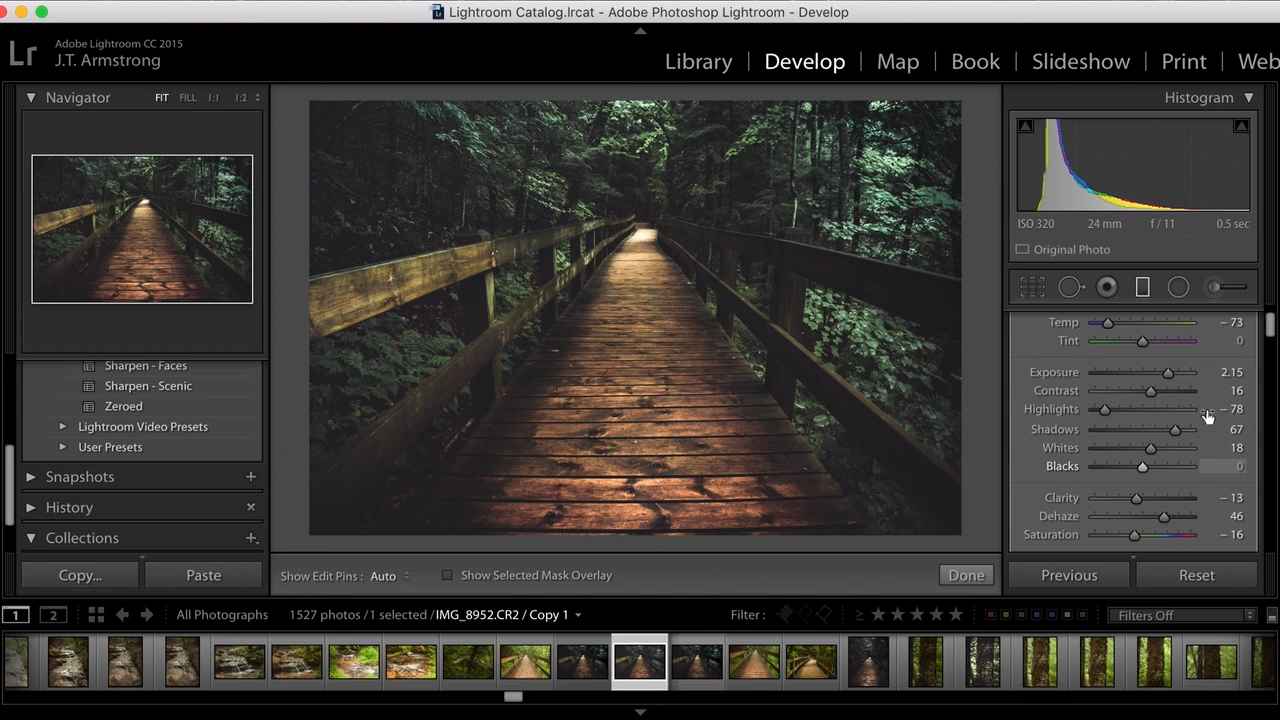 Lightroom Catalog.lrcat - Adobe Photoshop Lightroom - Develop
Lr
Adobe Lightroom CC 2015
J.T. Armstrong
Library | Develop | Map | Book | Slideshow | Print | Web
Navigator FIT FILL 1:1 1:2
Histogram
ISO 320 24 mm f / 11 0.5 sec
Original Photo
Temp – 73
Tint 0
Exposure 2.15
Contrast 16
Highlights – 78
Shadows 67
Whites 18
Blacks 0
Clarity – 13
Dehaze 46
Saturation – 16
Sharpen - Faces
Sharpen - Scenic
Zeroed
Lightroom Video Presets
User Presets
Snapshots
History
Collections
Copy... Paste
Show Edit Pins : Auto Show Selected Mask Overlay Done
Previous Reset
1 2 All Photographs 1527 photos / 1 selected / IMG_8952.CR2 / Copy 1 Filter : Filters Off